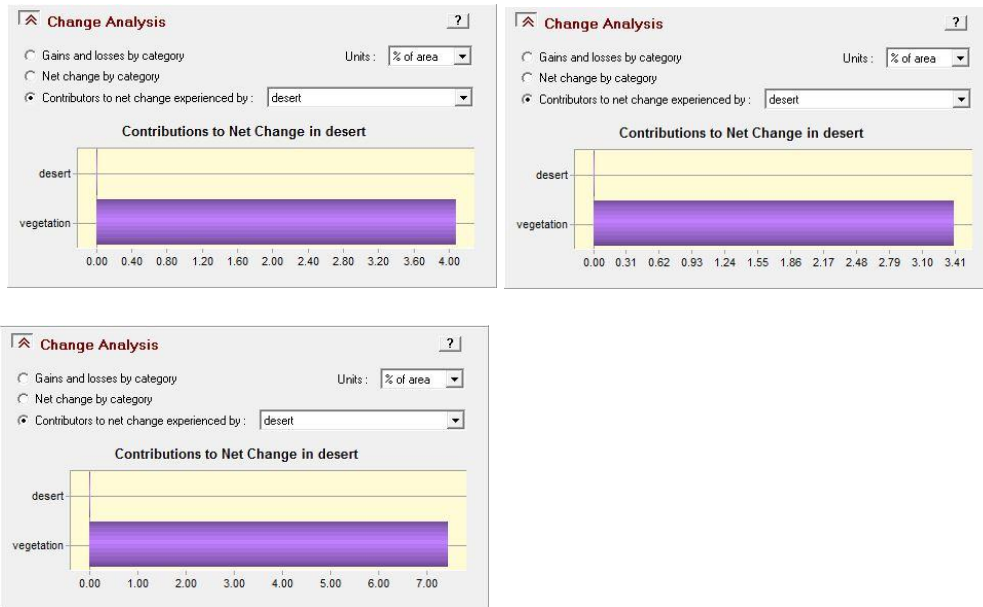 Change Analysis ?
Gains and losses by category Units : % of area
Net change by category
Contributors to net change experienced by : desert
Contributions to Net Change in desert
desert
vegetation
0.00 0.40 0.80 1.20 1.60 2.00 2.40 2.80 3.20 3.60 4.00
Change Analysis ?
Gains and losses by category Units : % of area
Net change by category
Contributors to net change experienced by : desert
Contributions to Net Change in desert
desert
vegetation
0.00 0.31 0.62 0.93 1.24 1.55 1.86 2.17 2.48 2.79 3.10 3.41
Change Analysis ?
Gains and losses by category Units : % of area
Net change by category
Contributors to net change experienced by : desert
Contributions to Net Change in desert
desert
vegetation
0.00 1.00 2.00 3.00 4.00 5.00 6.00 7.00